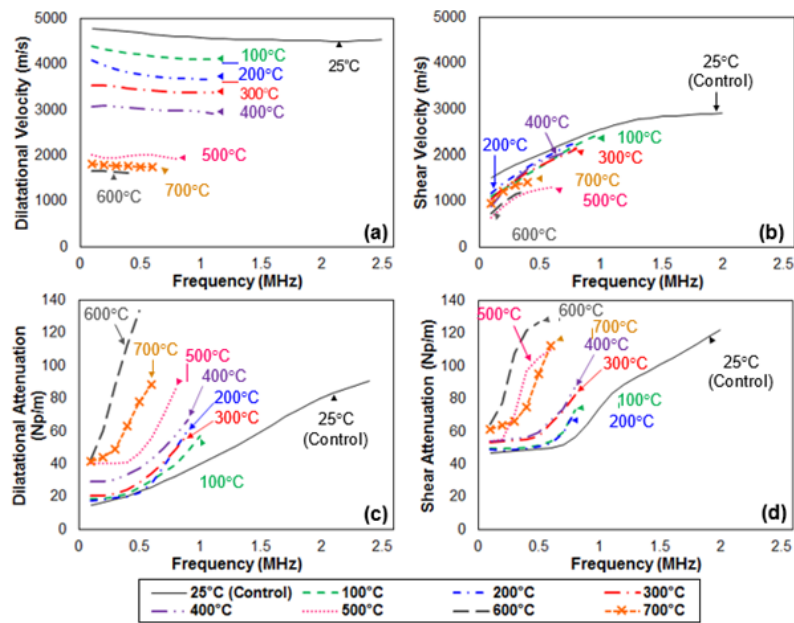 5000
4000
3000
2000
1000
0
Dilatational Velocity (m/s)
100°C
200°C
25°C
300°C
400°C
500°C
700°C
600°C
(a)
0 0.5 1 1.5 2 2.5
Frequency (MHz)
5000
4000
3000
2000
1000
0
Shear Velocity (m/s)
25°C
(Control)
400°C
200°C
100°C
300°C
700°C
500°C
600°C
(b)
0 0.5 1 1.5 2 2.5
Frequency (MHz)
140
120
100
80
60
40
20
0
Dilatational Attenuation
(Np/m)
600°C
700°C
500°C
400°C
200°C
300°C
25°C
(Control)
100°C
(c)
0 0.5 1 1.5 2 2.5
Frequency (MHz)
140
120
100
80
60
40
20
0
Shear Attenuation (Np/m)
600°C
500°C
700°C
400°C
300°C
25°C
(Control)
100°C
200°C
(d)
0 0.5 1 1.5 2 2.5
Frequency (MHz)
25°C (Control) 100°C 200°C 300°C
400°C 500°C 600°C 700°C